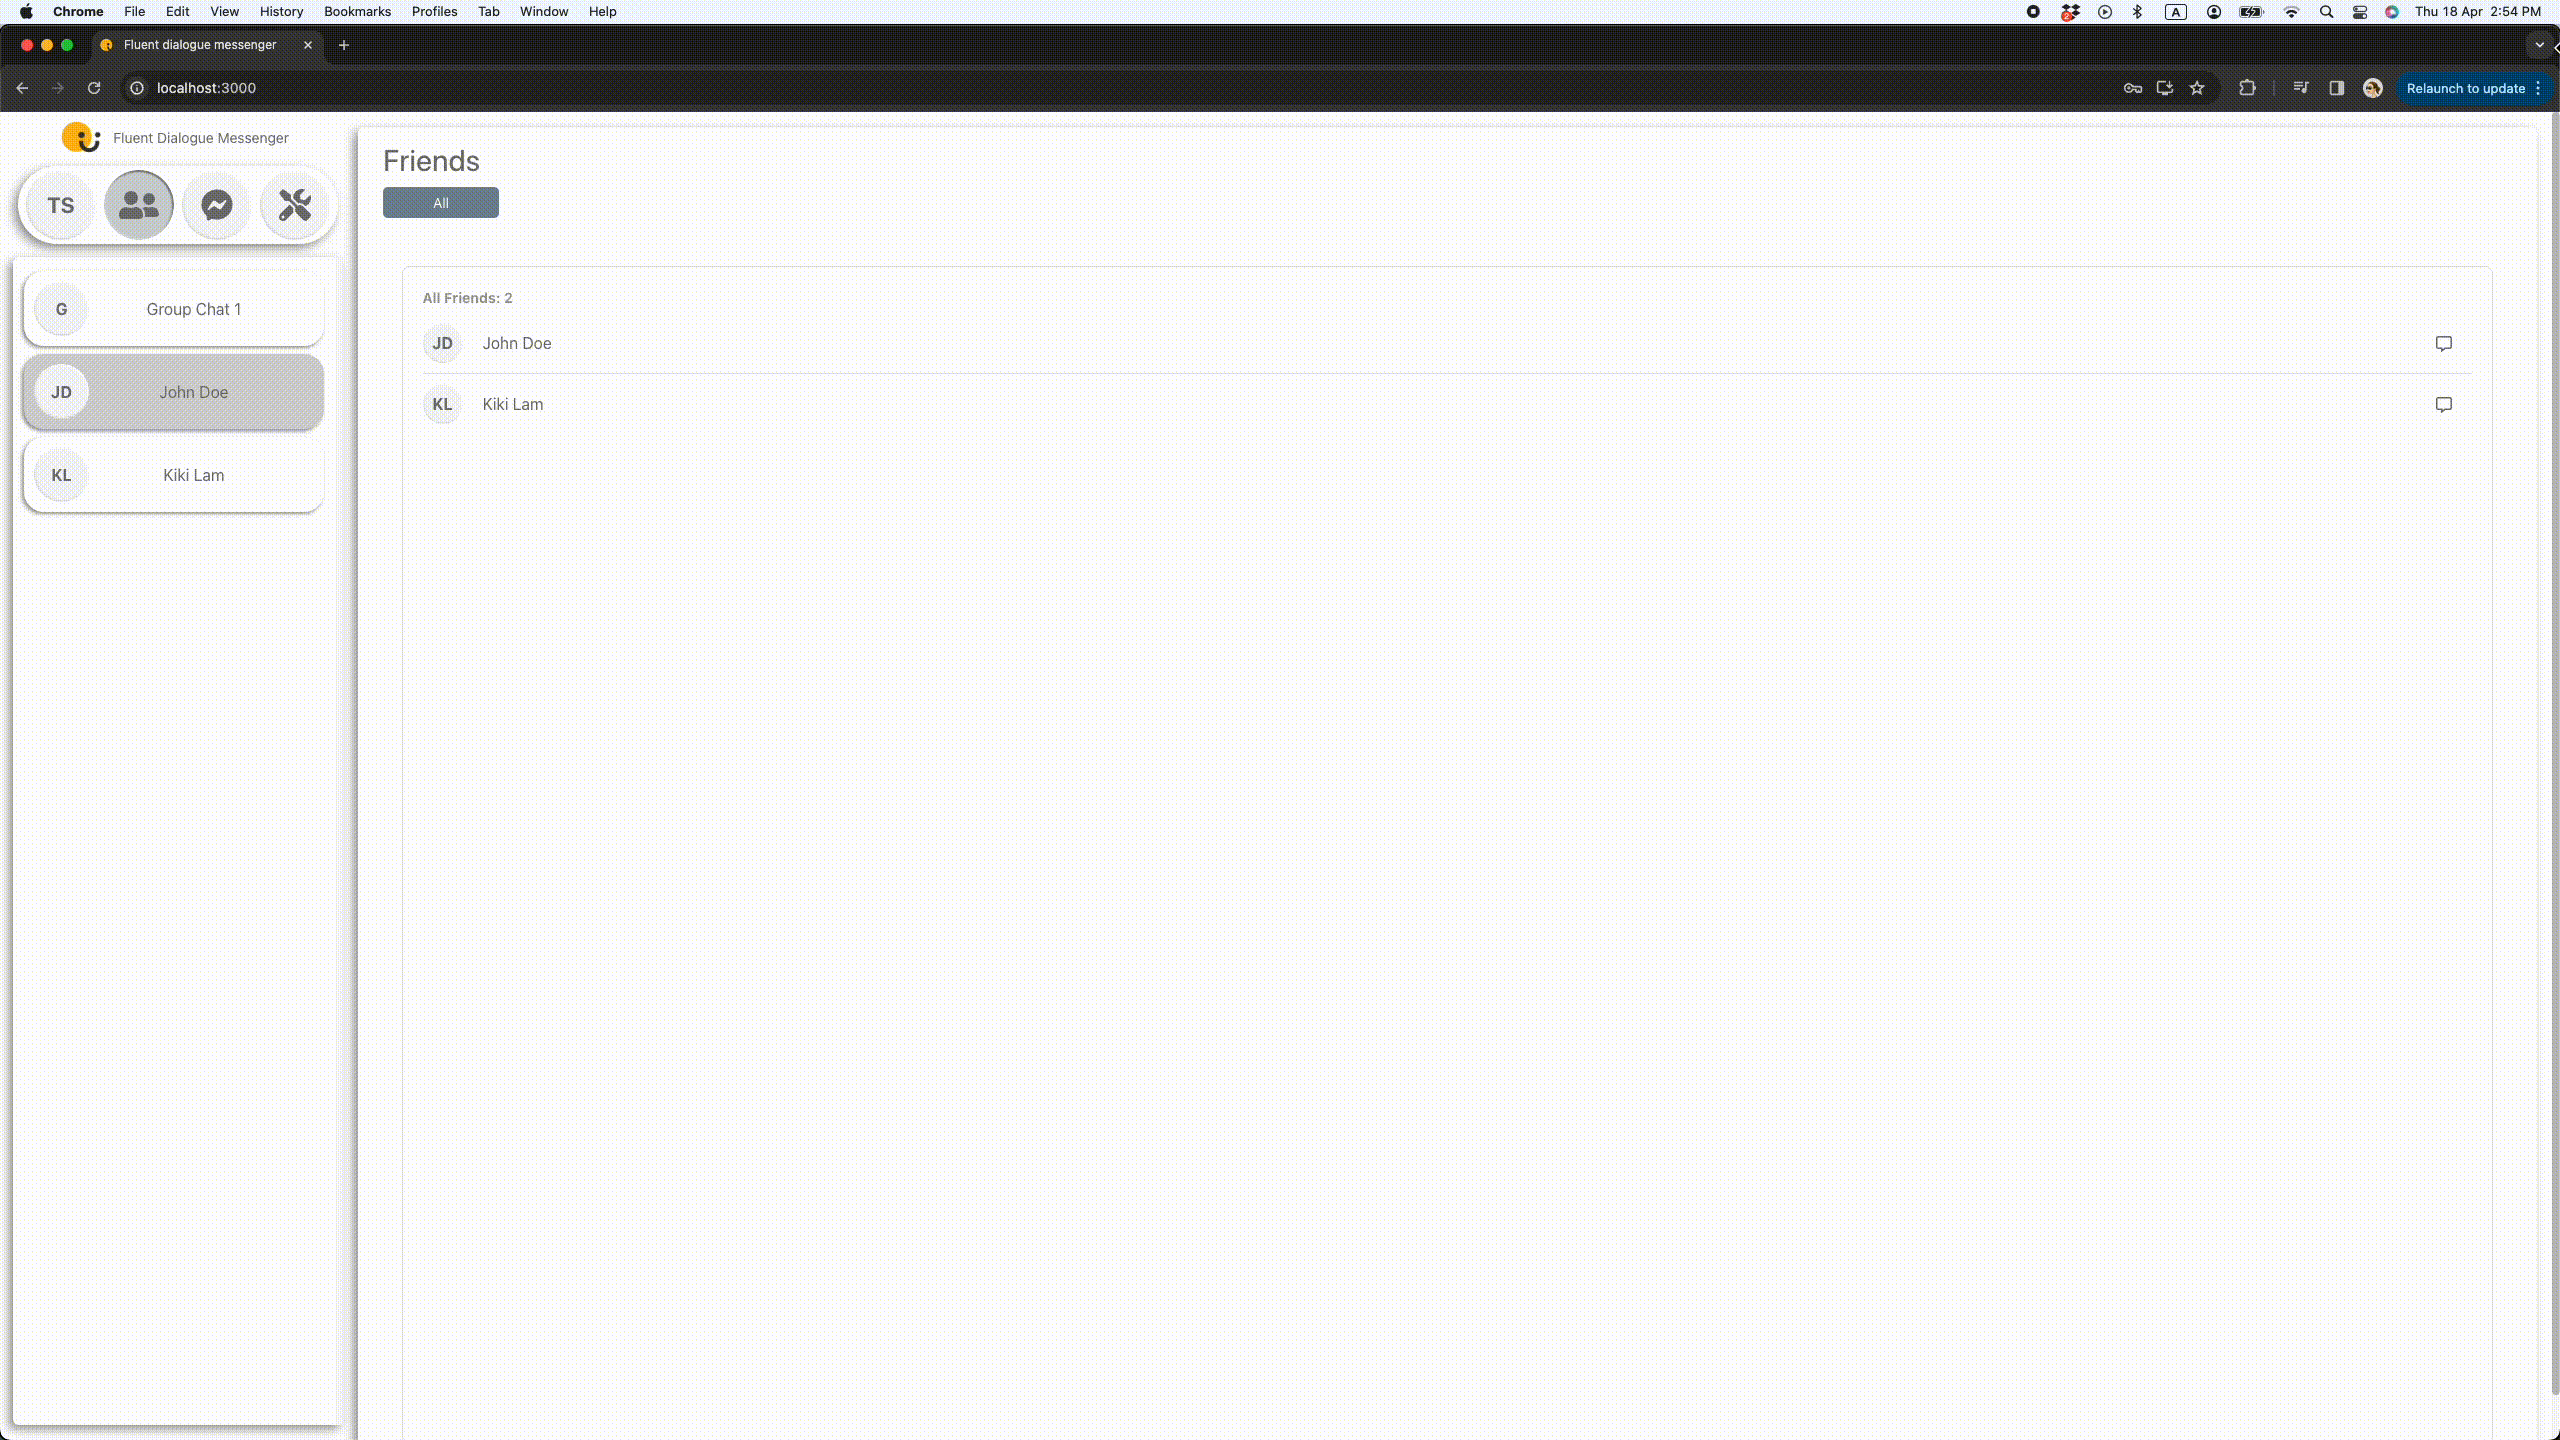 Chrome File Edit View History Bookmarks Profiles Tab Window Help
2 A Thu 18 Apr 2:54 PM
Fluent dialogue messenger
localhost:3000
Relaunch to update
Fluent Dialogue Messenger
TS
G Group Chat 1
JD John Doe
KL Kiki Lam
Friends
All
All Friends: 2
JD John Doe
KL Kiki Lam